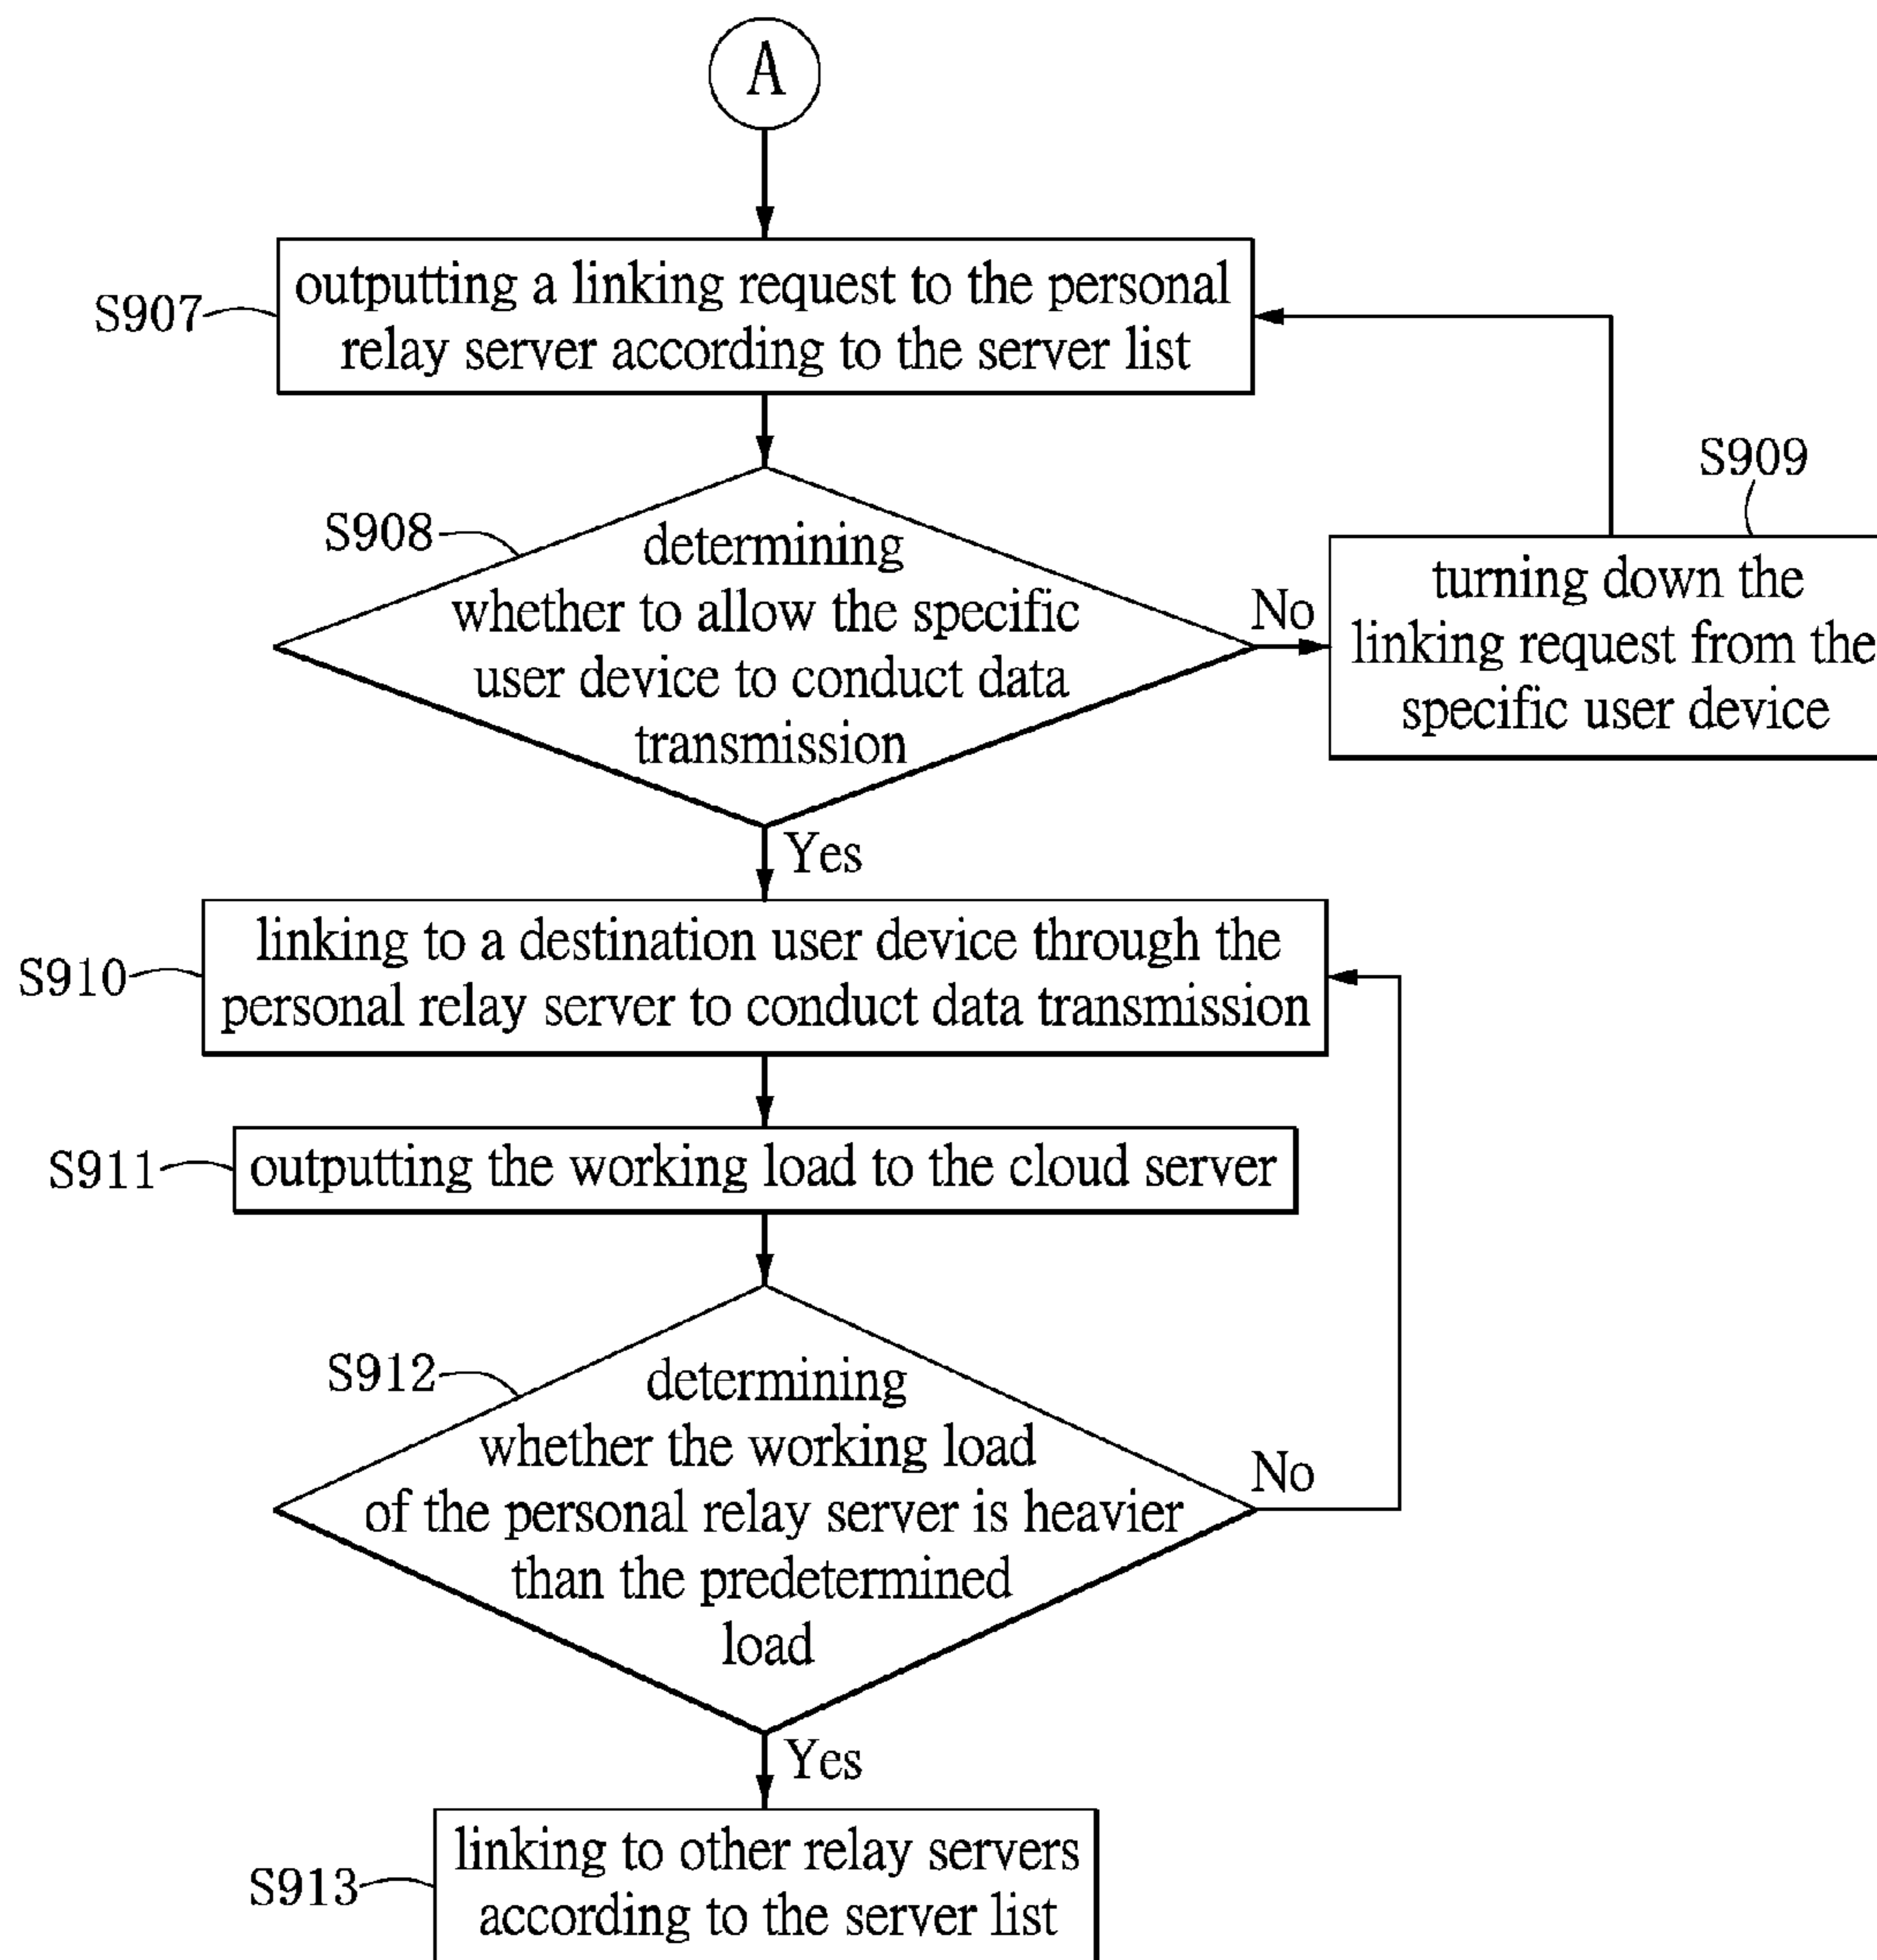 A
S907
outputting a linking request to the personal
relay server according to the server list
S908
determining
whether to allow the specific
user device to conduct data
transmission
No
S909
turning down the
linking request from the
specific user device
Yes
S910
linking to a destination user device through the
personal relay server to conduct data transmission
S911
outputting the working load to the cloud server
S912
determining
whether the working load
of the personal relay server is heavier
than the predetermined
load
No
Yes
S913
linking to other relay servers
according to the server list